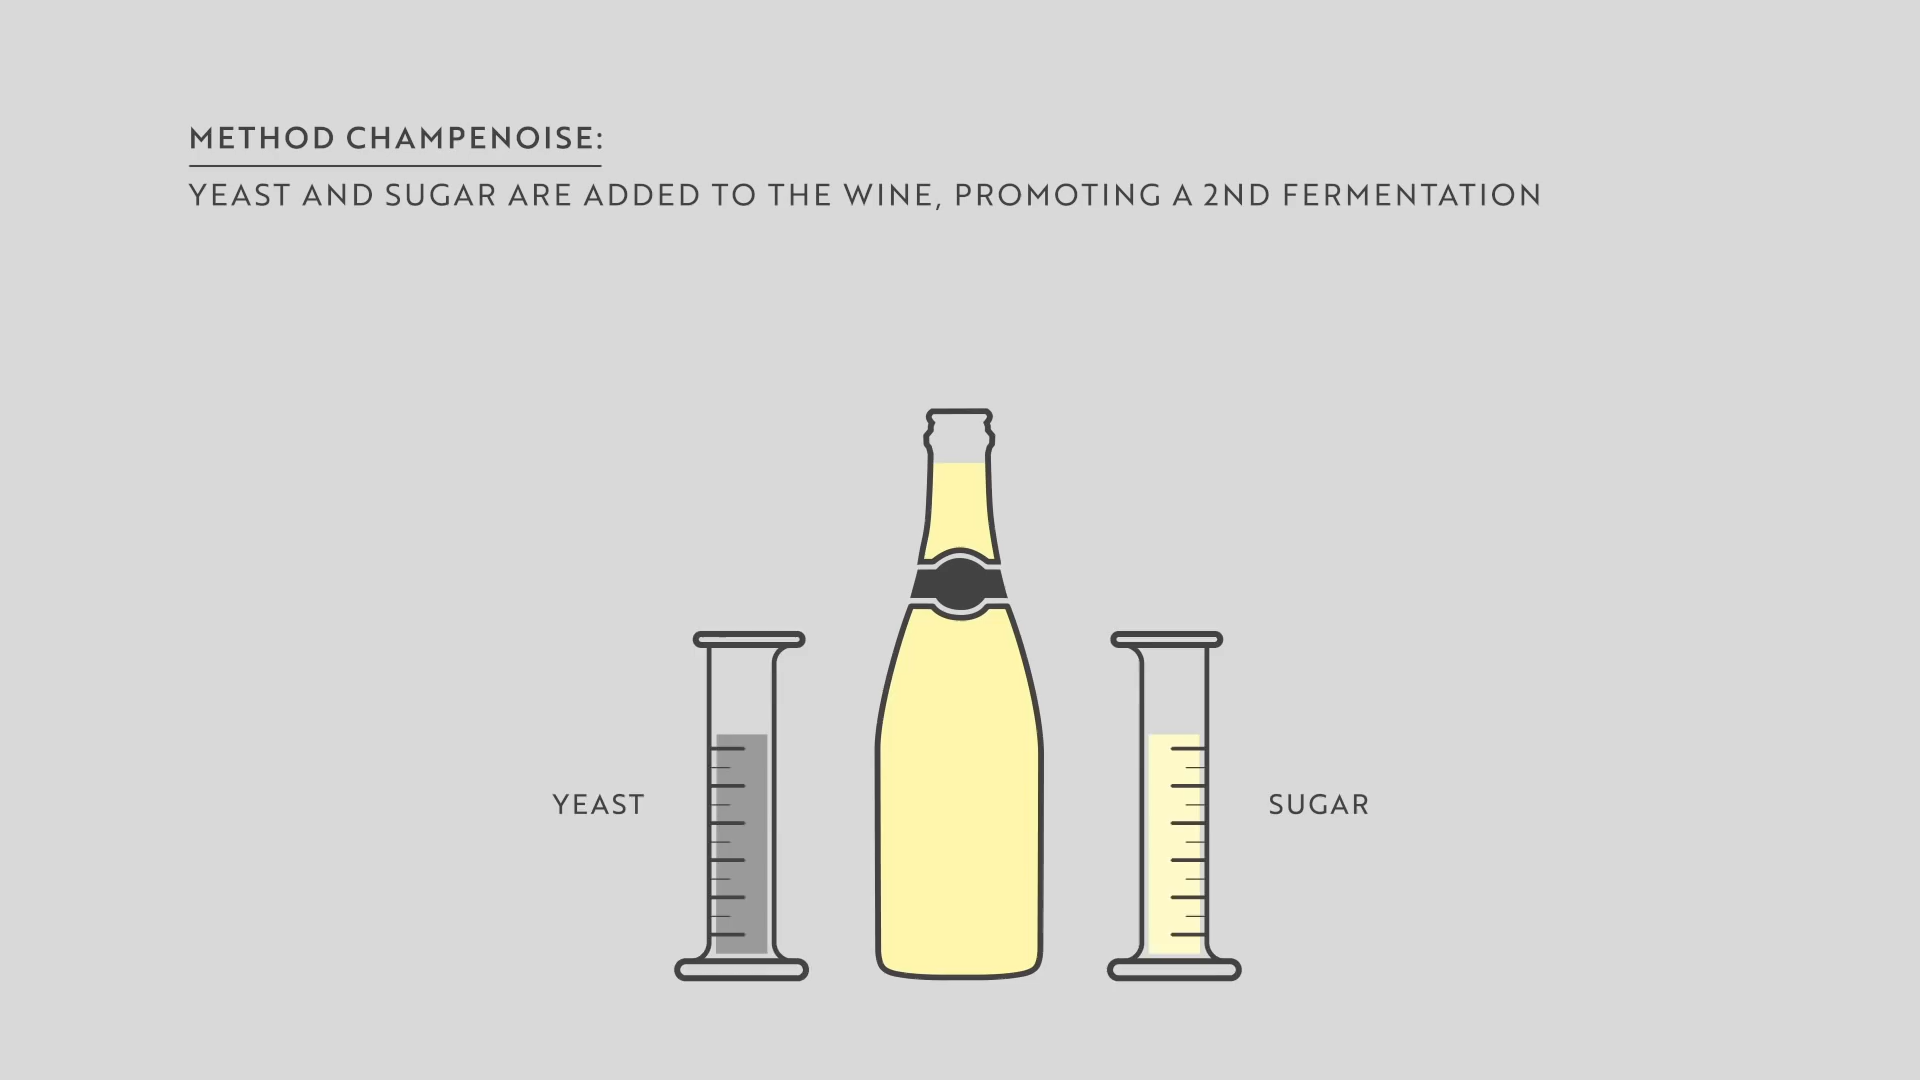 METHOD CHAMPENOISE:
YEAST AND SUGAR ARE ADDED TO THE WINE, PROMOTING A 2ND FERMENTATION
YEAST
SUGAR